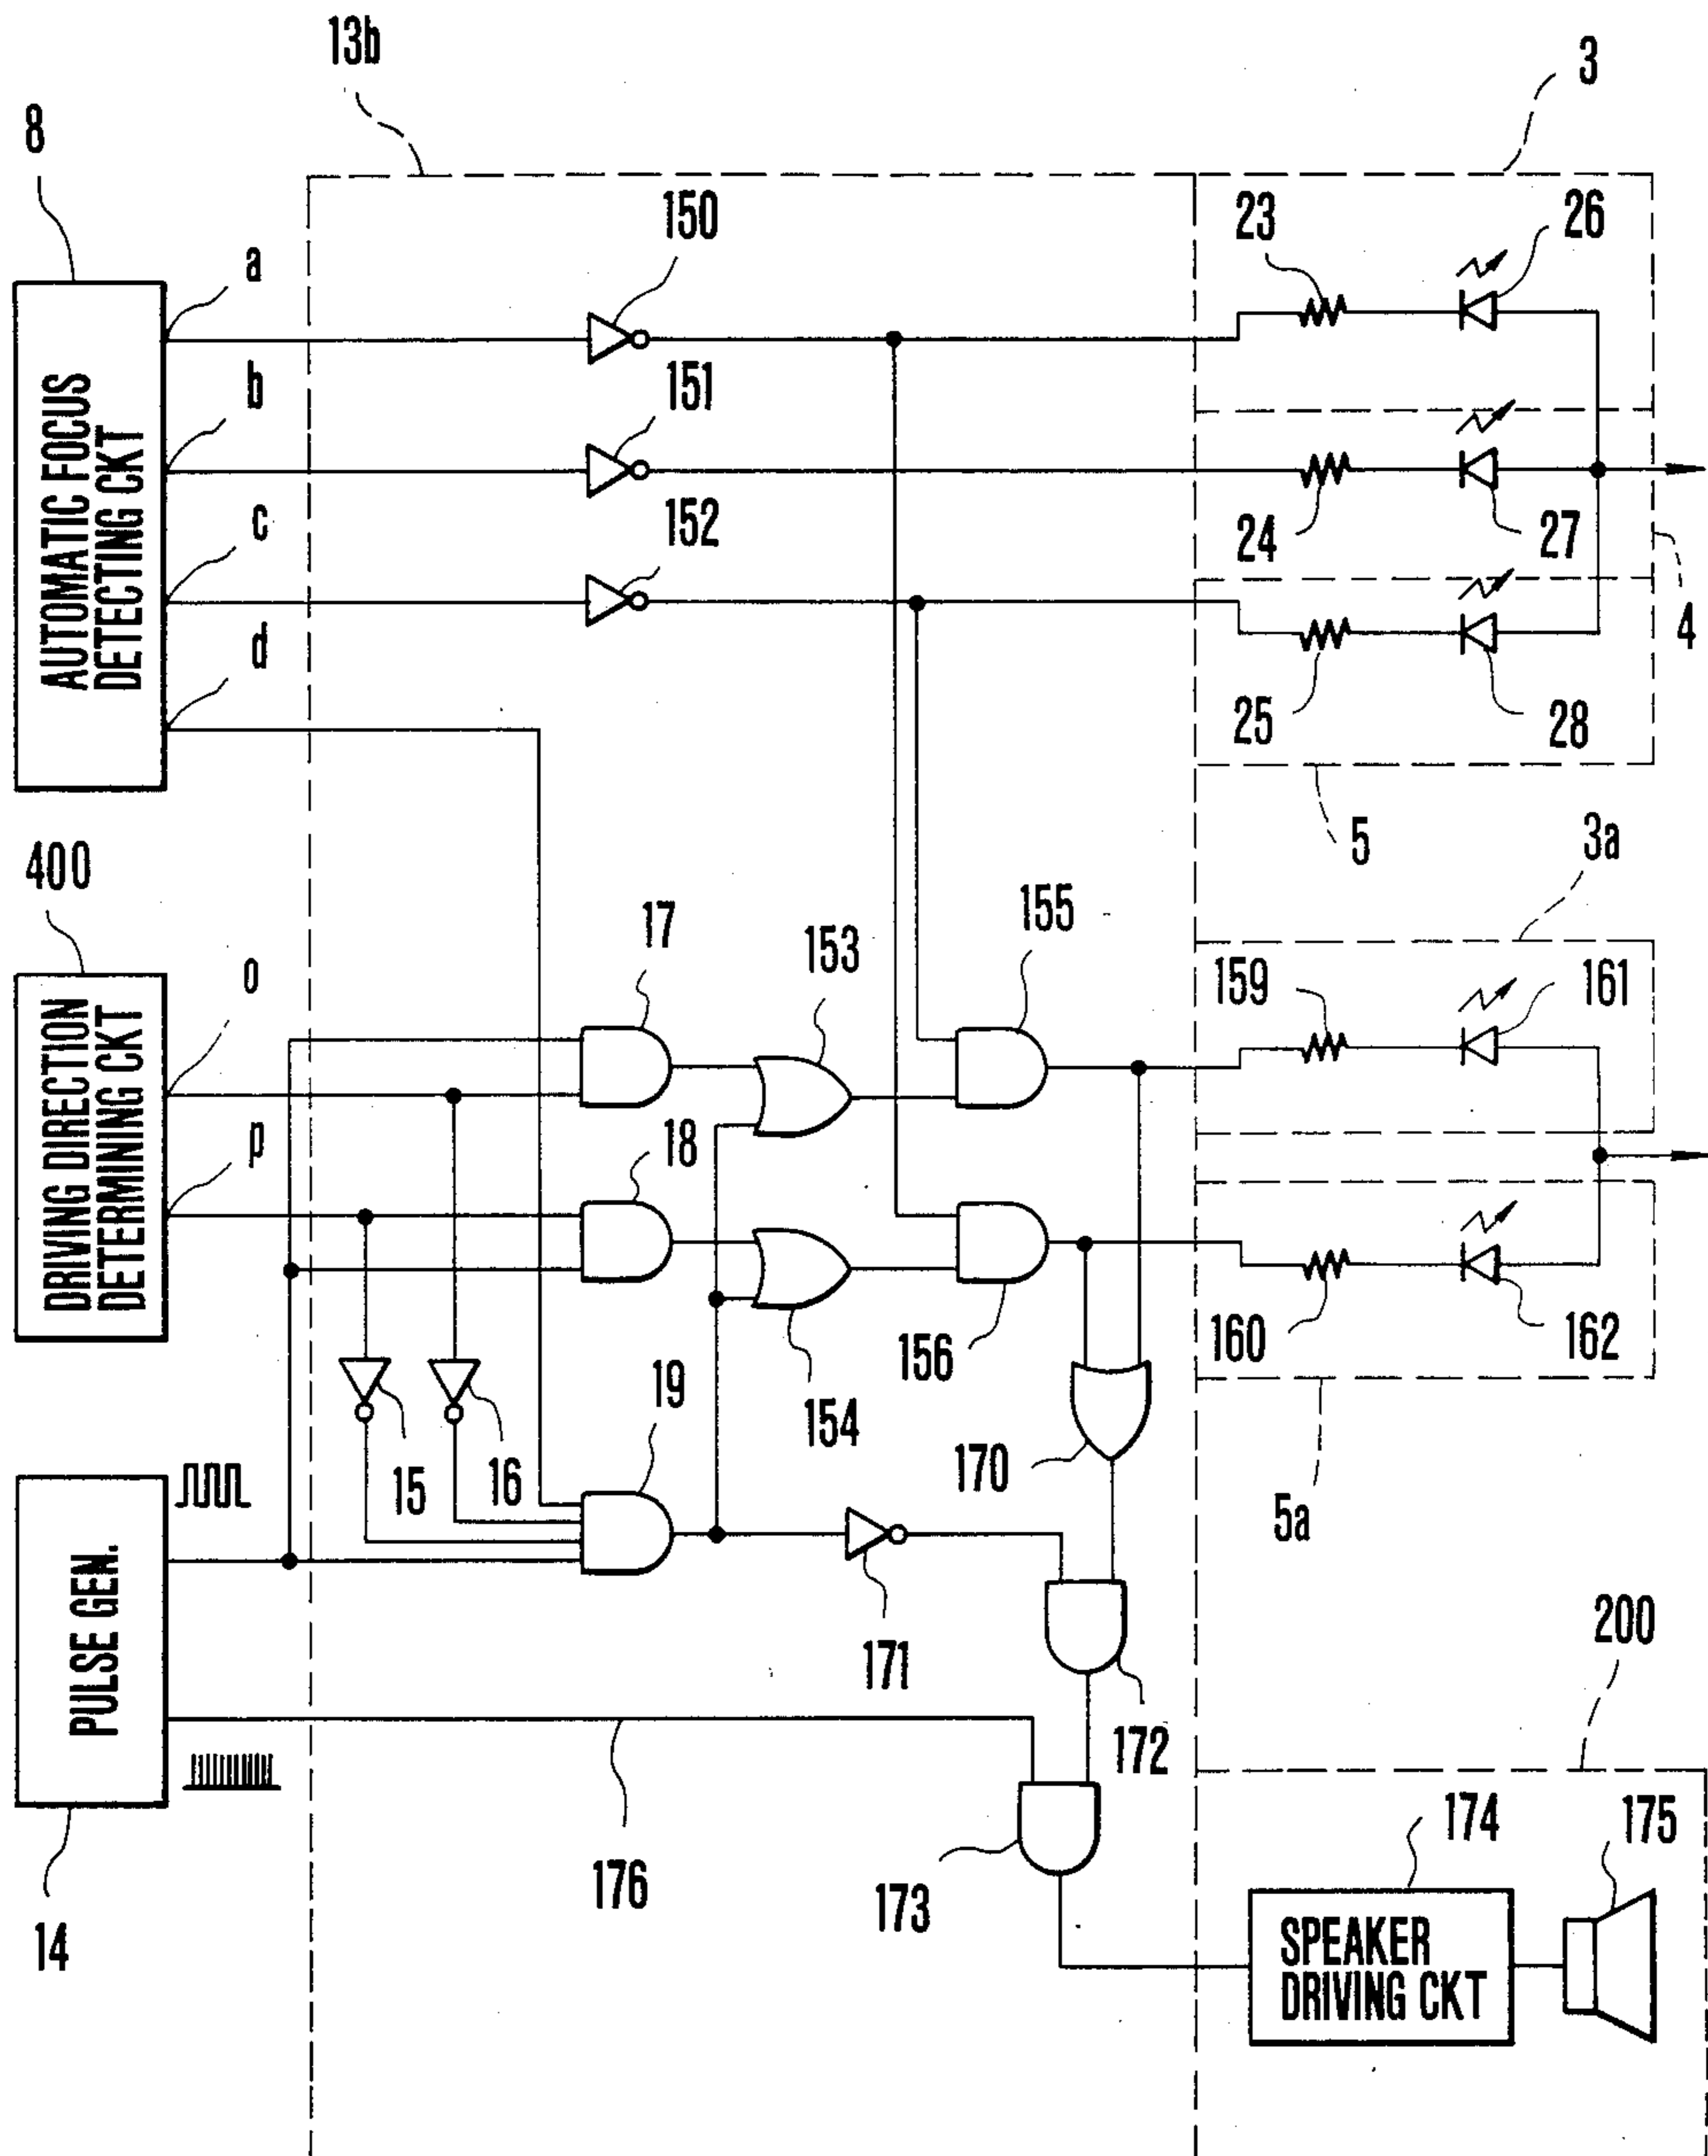 13b
3
8
150
23
26
a
b
151
c
152
24
27
d
4
25
28
AUTOMATIC FOCUS
DETECTING CKT
5
3a
400
155
17
153
o
159
161
p
18
DRIVING DIRECTION
DETERMINING CKT
160
162
156
19
154
15
16
170
5a
PULSE GEN.
171
200
172
174
175
176
173
14
SPEAKER
DRIVING CKT